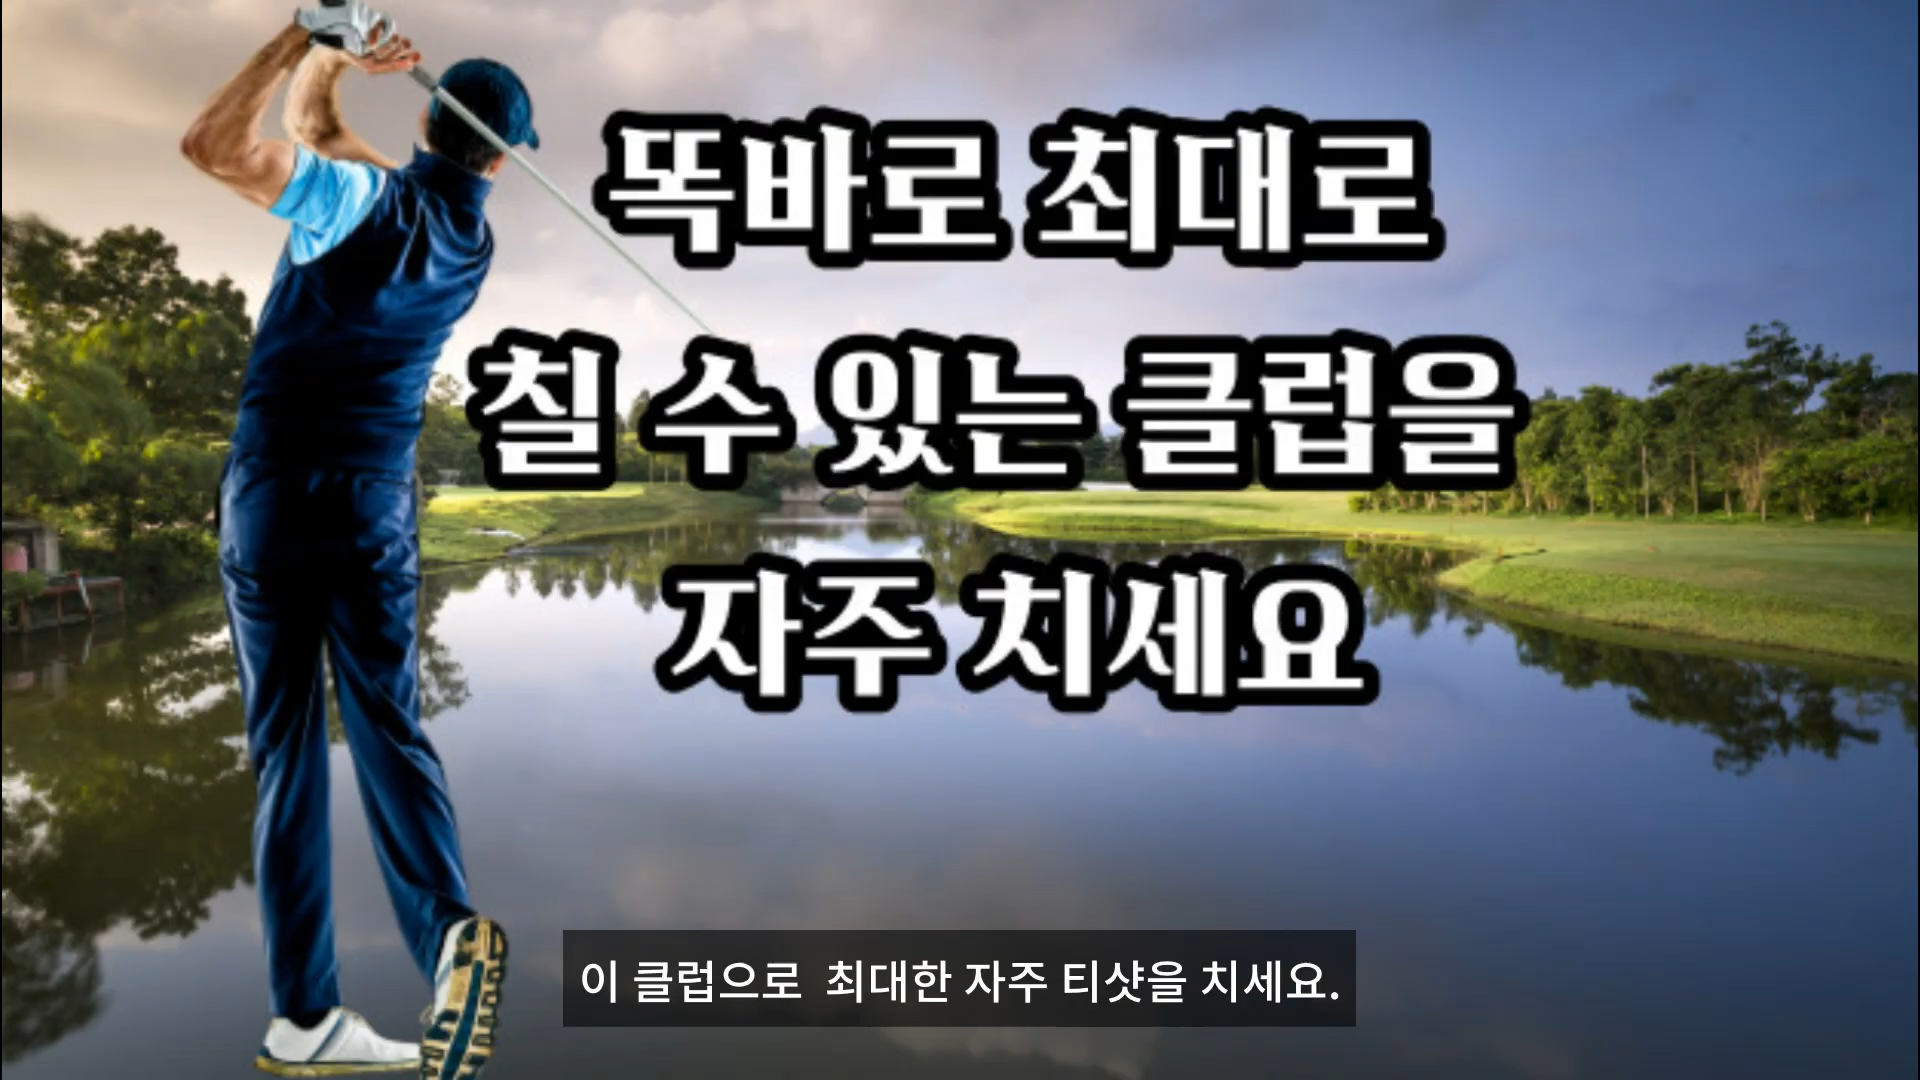 똑바로 최대로
칠 수 있는 클럽을
자주 치세요
이 클럽으로 최대한 자주 티샷을 치세요.